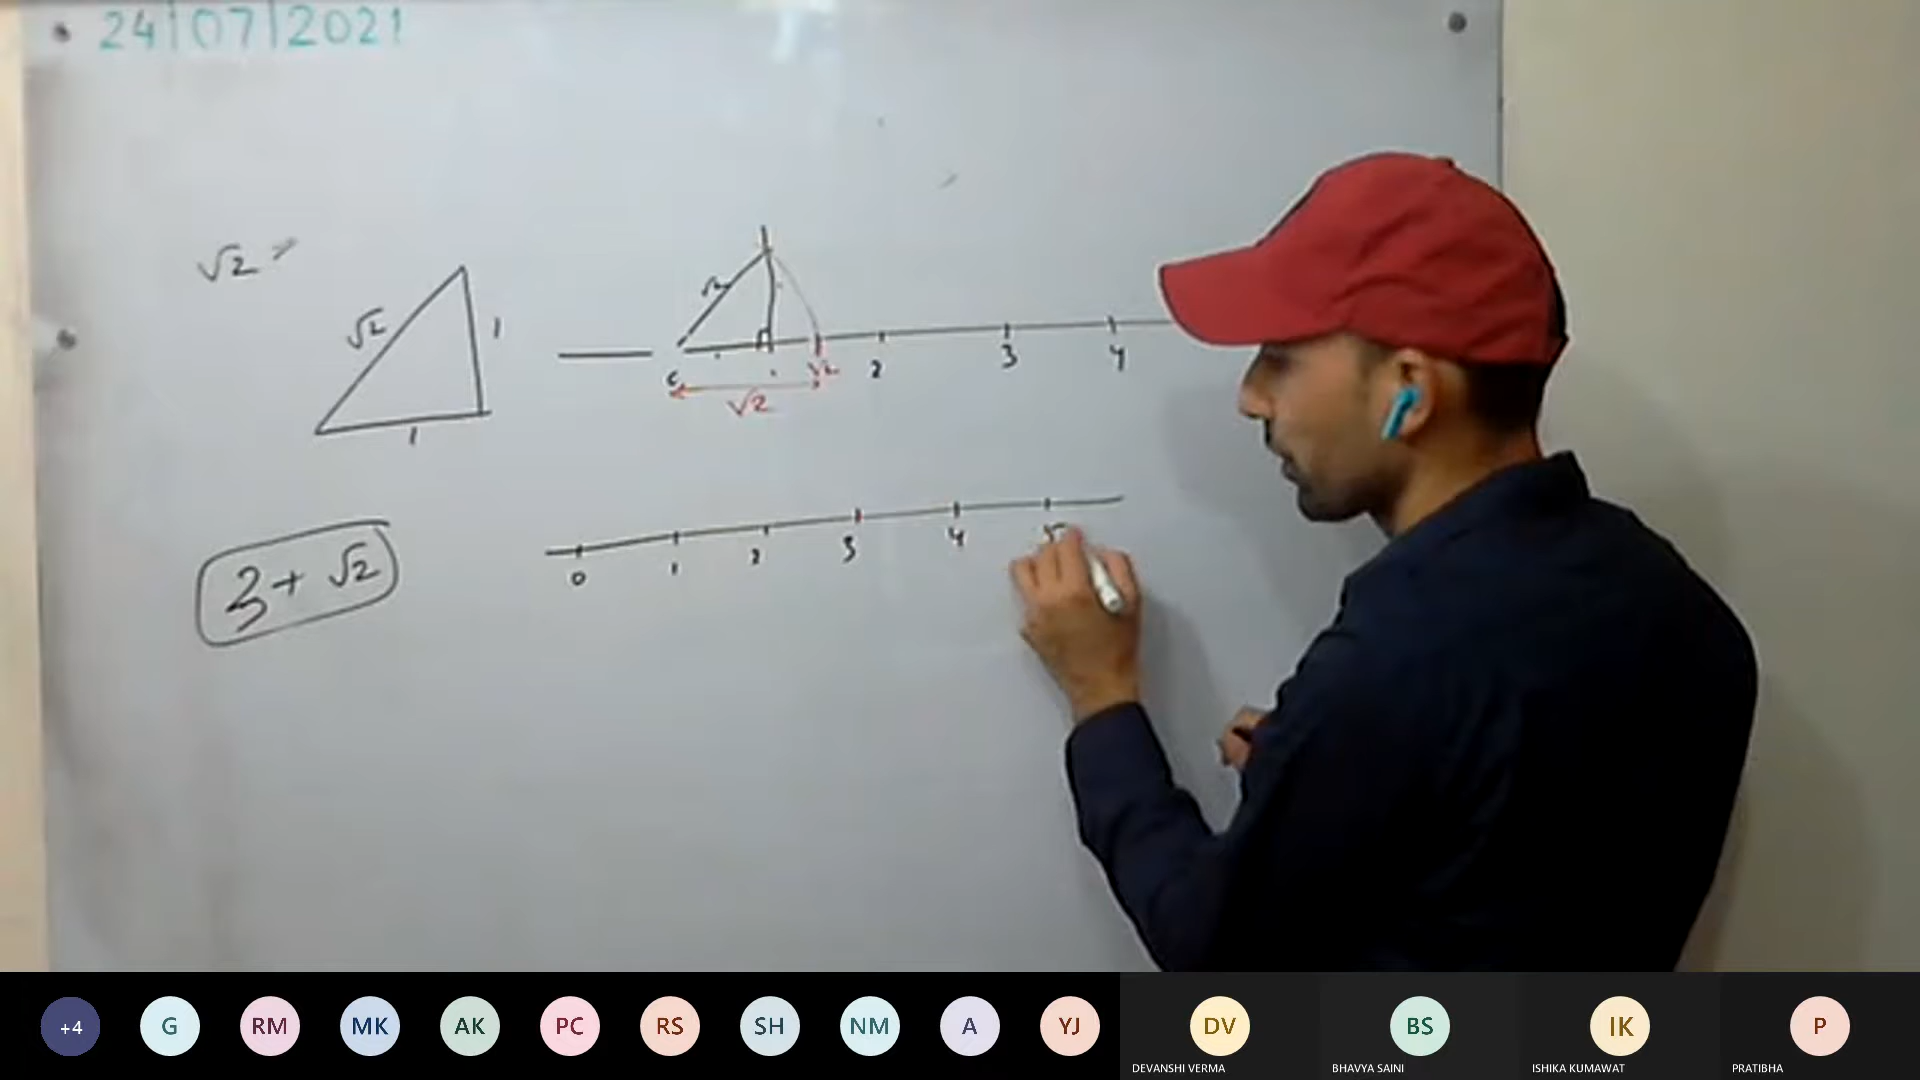 24/07/2021
√2 =>
√2 1
1
√2
0 √2 2 3 4
√2
3 + √2
0 1 2 3 4 5
+4 G RM MK AK PC RS SH NM A YJ DV BS IK P
DEVANSHI VERMA BHAVYA SAINI ISHIKA KUMAWAT PRATIBHA